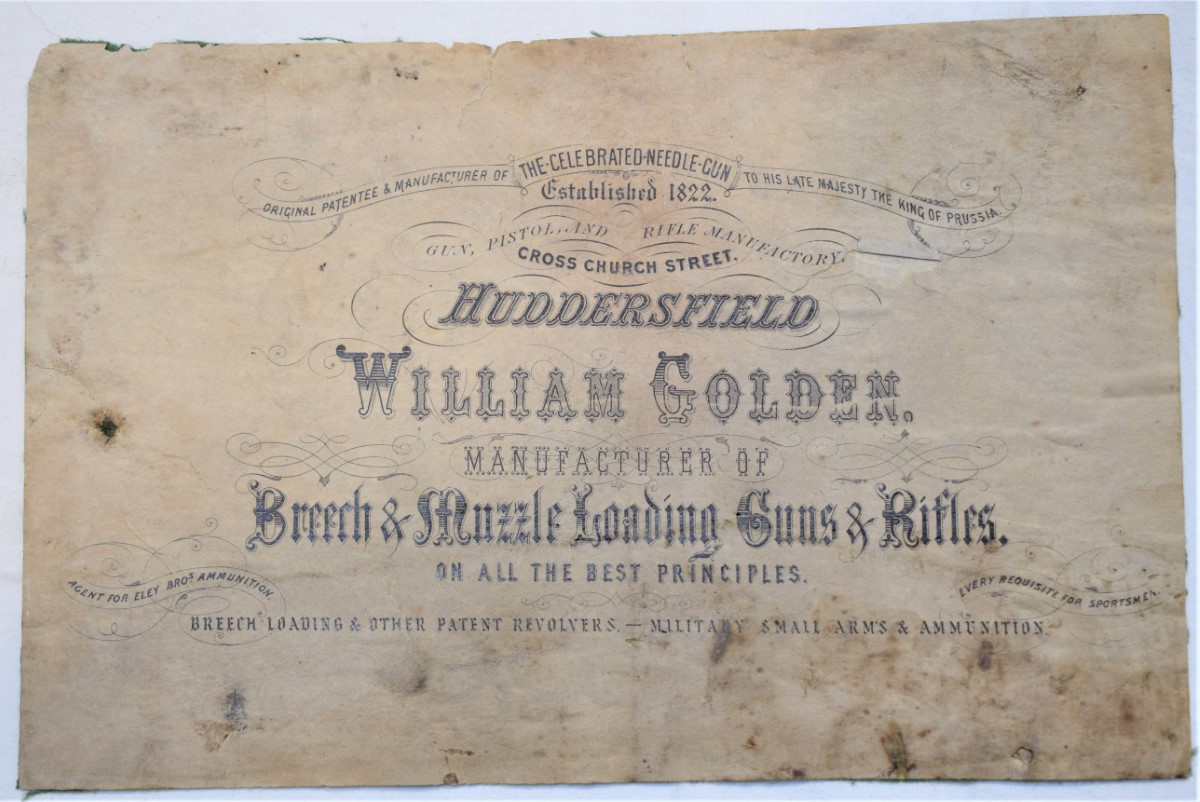 ORIGINAL PATENTEE & MANUFACTURER OF THE·CELEBRATED·NEEDLE·GUN TO HIS LATE MAJESTY THE KING OF PRUSSIA.
Established 1822.
GUN, PISTOL, AND RIFLE MANUFACTORY,
CROSS CHURCH STREET.
HUDDERSFIELD
WILLIAM GOLDEN,
MANUFACTURER OF
Breech & Muzzle Loading Guns & Rifles.
ON ALL THE BEST PRINCIPLES.
AGENT FOR ELEY BROS AMMUNITION.
EVERY REQUISITE FOR SPORTSMEN.
BREECH LOADING & OTHER PATENT REVOLVERS. — MILITARY SMALL ARMS & AMMUNITION.